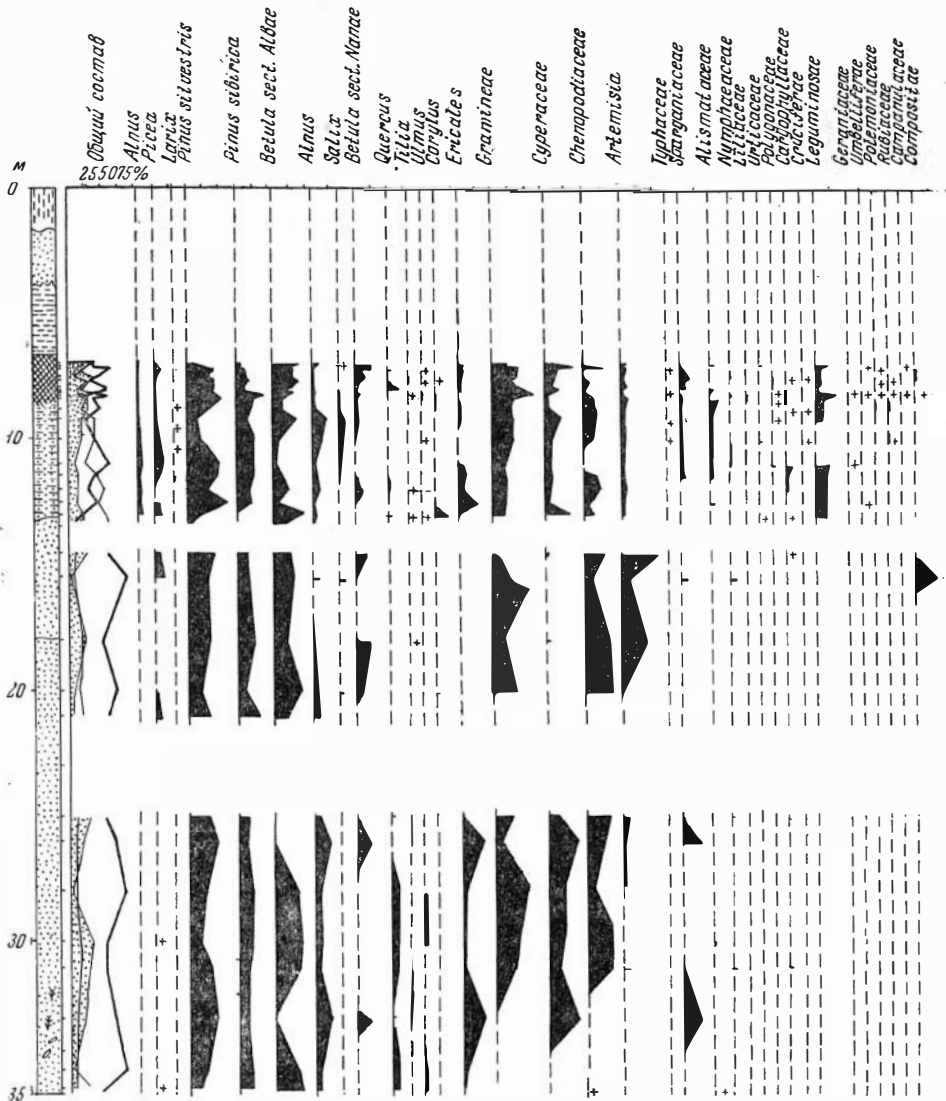 Общий состав
Alnus
Picea
Larix
Pinus silvestris
Pinus sibirica
Betula sect. Albae
Alnus
Salix
Betula sect. Nanae
Quercus
Tilia
Ulmus
Corylus
Ericales
Gramineae
Cyperaceae
Chenopodiaceae
Artemisia
Typhaceae
Sparganiaceae
Alismataceae
Nymphaeaceae
Liliaceae
Urticaceae
Polygonaceae
Caryophyllaceae
Cruciferae
Leguminosae
Geraniaceae
Umbelliferae
Polemoniaceae
Rubiaceae
Campanulaceae
Compositae
м
255075%
0
10
20
30
35